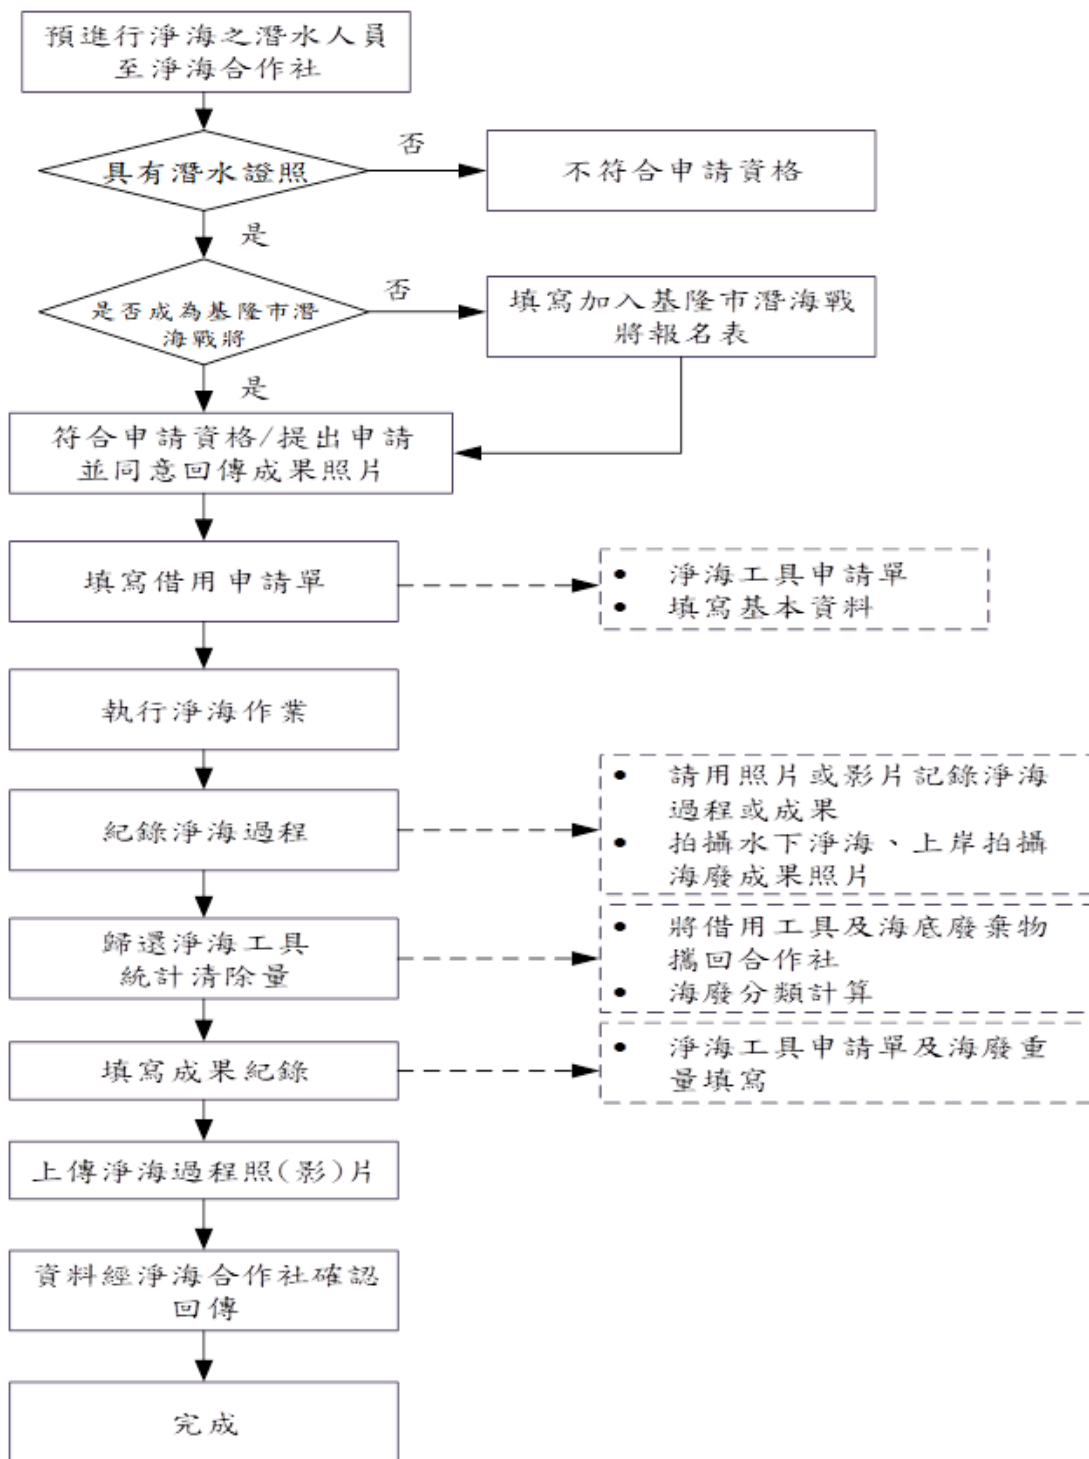 預進行淨海之潛水人員
至淨海合作社
具有潛水證照
否
不符合申請資格
是
是否成為基隆市潛
海戰將
否
填寫加入基隆市潛海戰
將報名表
是
符合申請資格/提出申請
並同意回傳成果照片
填寫借用申請單
• 淨海工具申請單
• 填寫基本資料
執行淨海作業
紀錄淨海過程
• 請用照片或影片記錄淨海
過程或成果
• 拍攝水下淨海、上岸拍攝
海廢成果照片
歸還淨海工具
統計清除量
• 將借用工具及海底廢棄物
攜回合作社
• 海廢分類計算
填寫成果紀錄
• 淨海工具申請單及海廢重
量填寫
上傳淨海過程照(影)片
資料經淨海合作社確認
回傳
完成